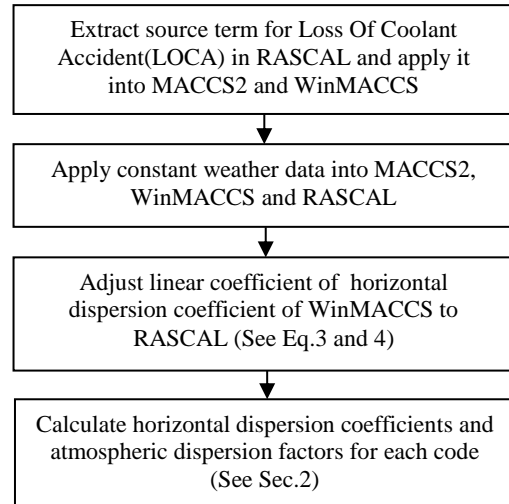 Extract source term for Loss Of Coolant
Accident(LOCA) in RASCAL and apply it
into MACCS2 and WinMACCS
Apply constant weather data into MACCS2,
WinMACCS and RASCAL
Adjust linear coefficient of horizontal
dispersion coefficient of WinMACCS to
RASCAL (See Eq.3 and 4)
Calculate horizontal dispersion coefficients and
atmospheric dispersion factors for each code
(See Sec.2)